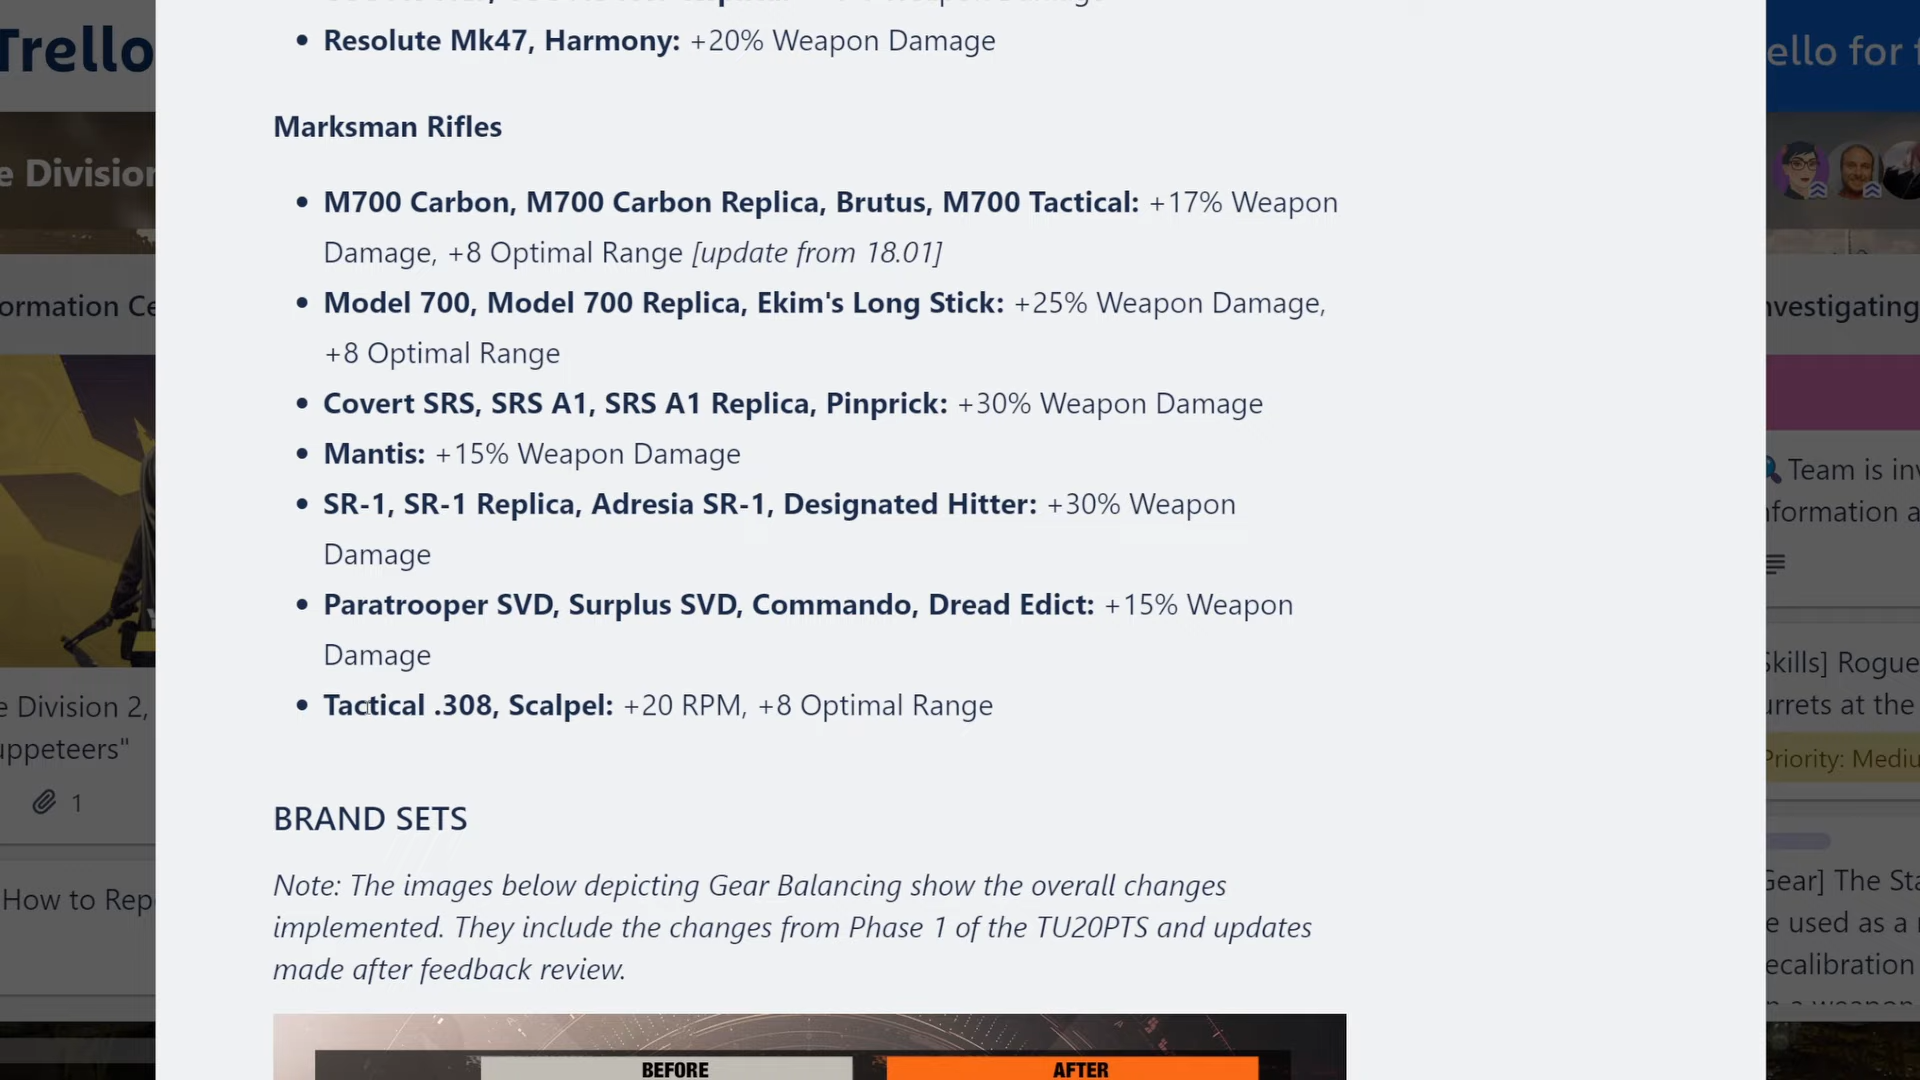 Trello
ello for
e Division
Resolute Mk47, Harmony: +20% Weapon Damage
Marksman Rifles
M700 Carbon, M700 Carbon Replica, Brutus, M700 Tactical: +17% Weapon
Damage, +8 Optimal Range [update from 18.01]
Model 700, Model 700 Replica, Ekim's Long Stick: +25% Weapon Damage,
+8 Optimal Range
Covert SRS, SRS A1, SRS A1 Replica, Pinprick: +30% Weapon Damage
Mantis: +15% Weapon Damage
SR-1, SR-1 Replica, Adresia SR-1, Designated Hitter: +30% Weapon
Damage
Paratrooper SVD, Surplus SVD, Commando, Dread Edict: +15% Weapon
Damage
Tactical .308, Scalpel: +20 RPM, +8 Optimal Range
BRAND SETS
Note: The images below depicting Gear Balancing show the overall changes
implemented. They include the changes from Phase 1 of the TU20PTS and updates
made after feedback review.
BEFORE AFTER
ormation Ce
e Division 2,
uppeteers"
1
How to Rep
nvestigating
Team is inv
nformation a
Skills] Rogue
urrets at the
Priority: Mediu
Gear] The Sta
e used as a
ecalibration